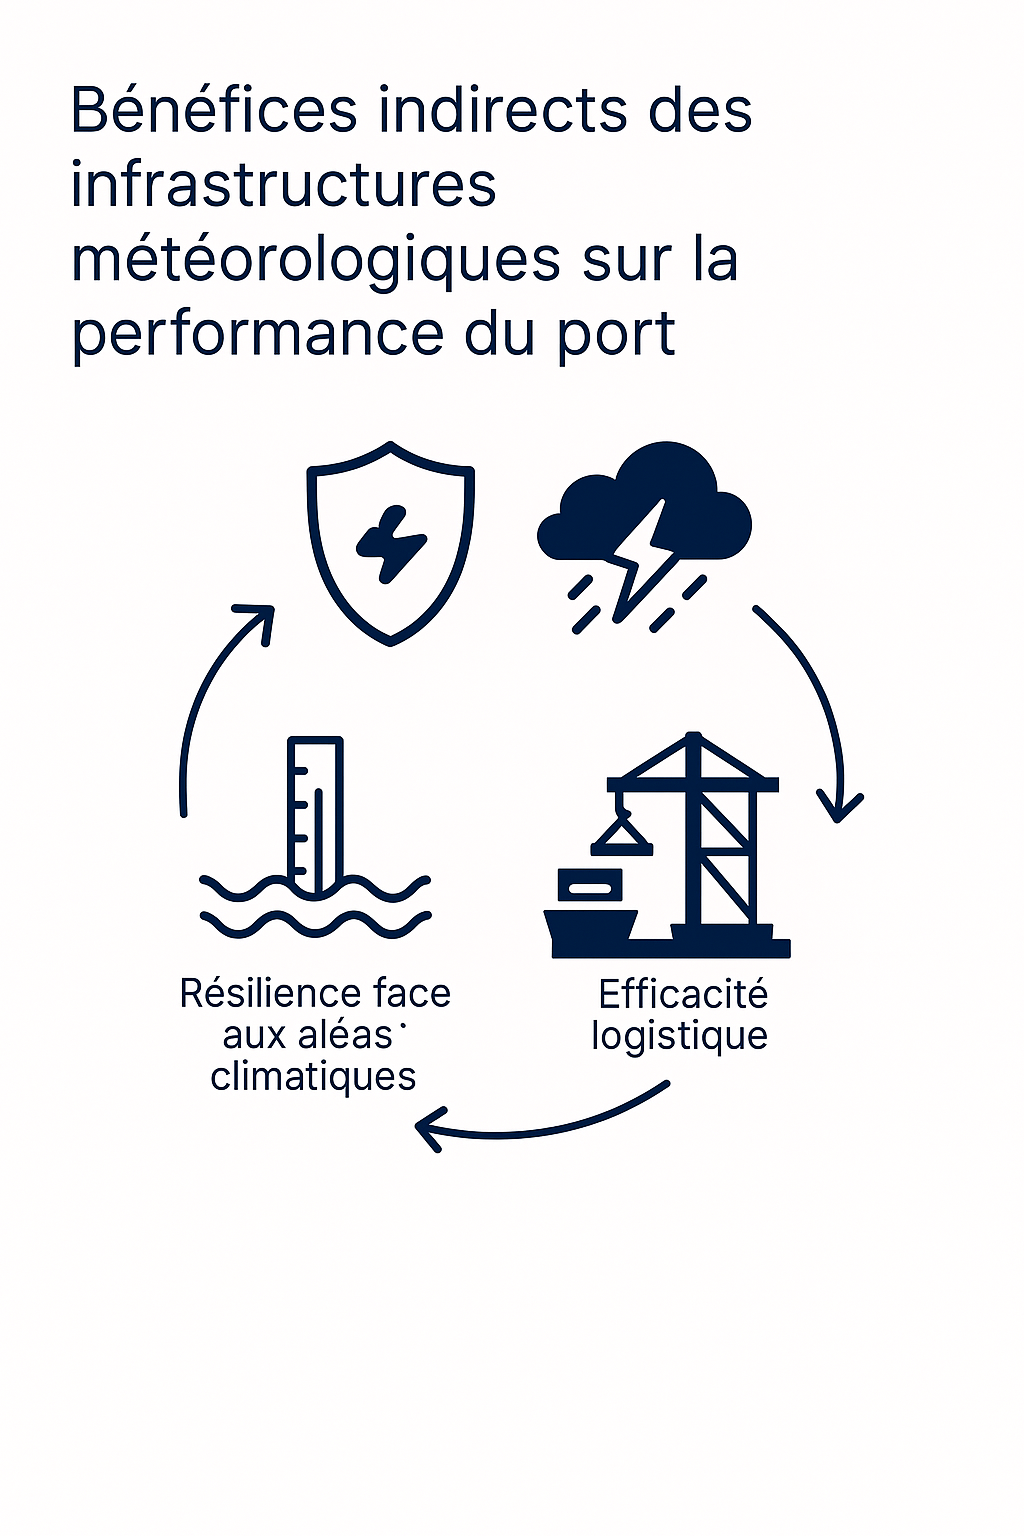 Bénéfices indirects des
infrastructures
météorologiques sur la
performance du port
Résilience face
aux aléas
climatiques
Efficacité
logistique